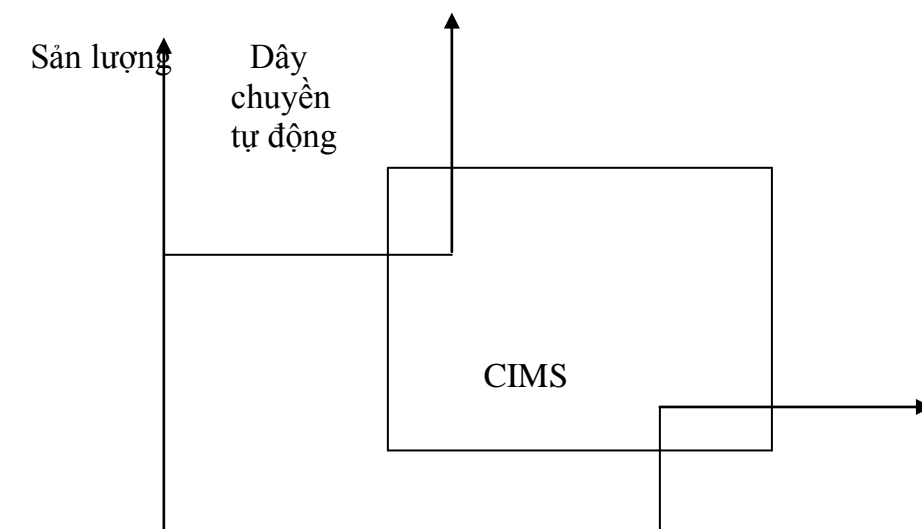 Sản lượng
Dây
chuyền
tự động
CIMS